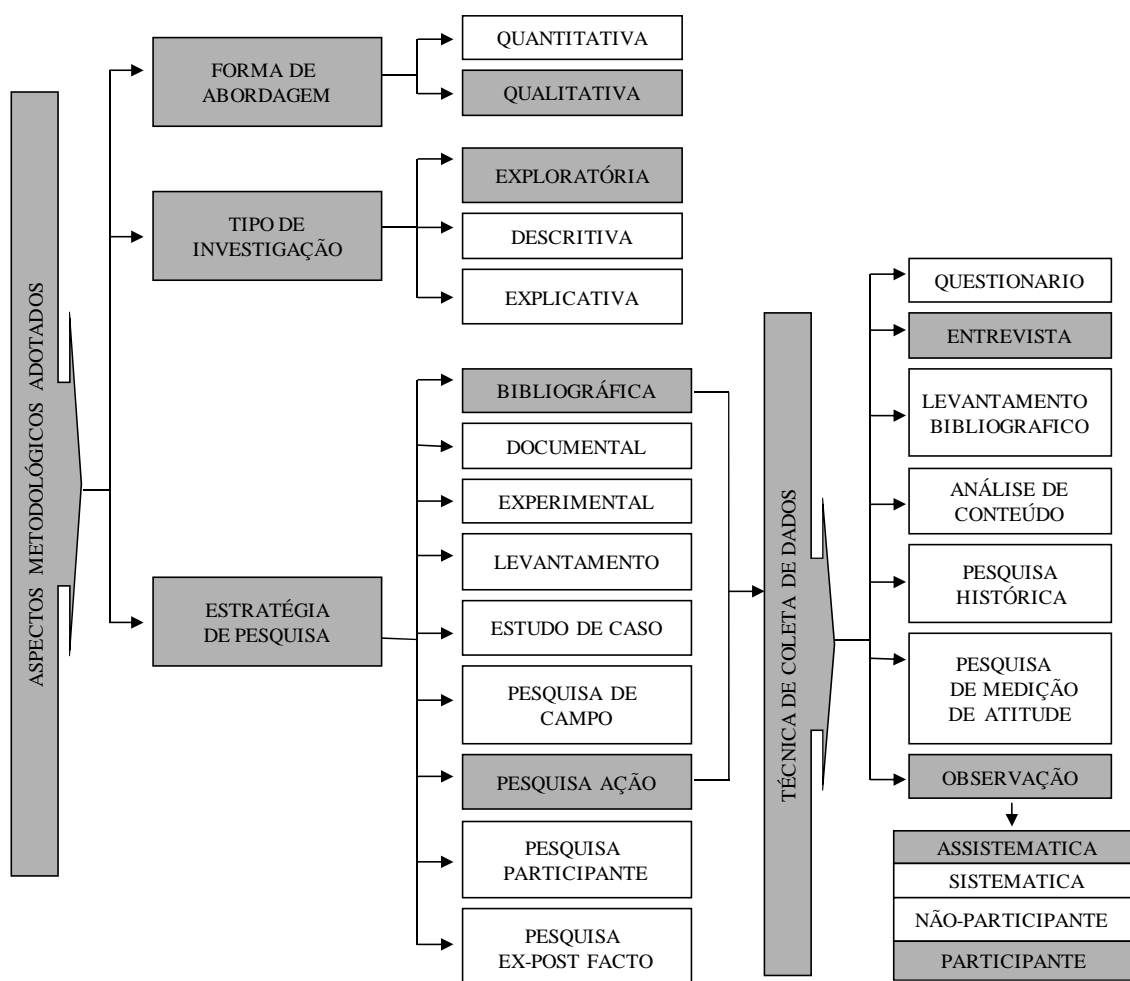 ASPECTOS METODOLÓGICOS ADOTADOS
FORMA DE
ABORDAGEM
QUANTITATIVA
QUALITATIVA
TIPO DE
INVESTIGAÇÃO
EXPLORATÓRIA
DESCRITIVA
EXPLICATIVA
ESTRATÉGIA
DE PESQUISA
BIBLIOGRÁFICA
DOCUMENTAL
EXPERIMENTAL
LEVANTAMENTO
ESTUDO DE CASO
PESQUISA DE
CAMPO
PESQUISA AÇÃO
PESQUISA
PARTICIPANTE
PESQUISA
EX-POST FACTO
TÉCNICA DE COLETA DE DADOS
QUESTIONARIO
ENTREVISTA
LEVANTAMENTO
BIBLIOGRAFICO
ANÁLISE DE
CONTEÚDO
PESQUISA
HISTÓRICA
PESQUISA
DE MEDIÇÃO
DE ATITUDE
OBSERVAÇÃO
ASSISTEMATICA
SISTEMATICA
NÃO-PARTICIPANTE
PARTICIPANTE